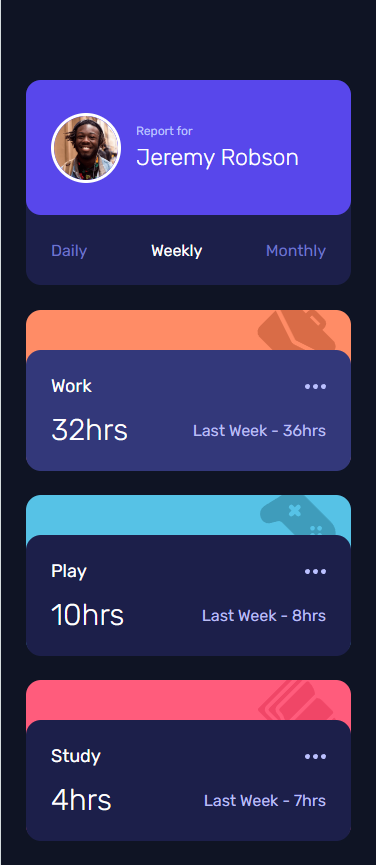 Report for
Jeremy Robson
Daily Weekly Monthly
Work
32hrs Last Week - 36hrs
Play
10hrs Last Week - 8hrs
Study
4hrs Last Week - 7hrs